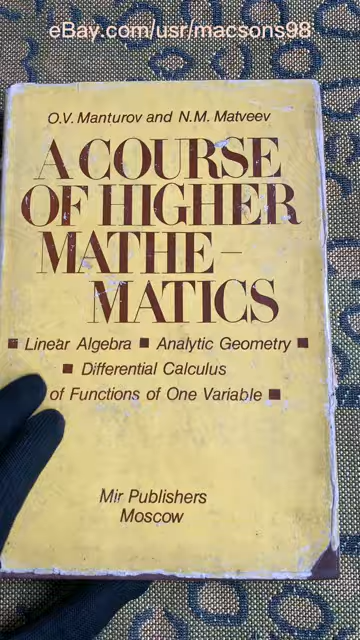 eBay.com/usr/macsons98
O.V. Manturov and N.M. Matveev
A COURSE
OF HIGHER
MATHE-
MATICS
■ Linear Algebra ■ Analytic Geometry ■
■ Differential Calculus
of Functions of One Variable ■
Mir Publishers
Moscow